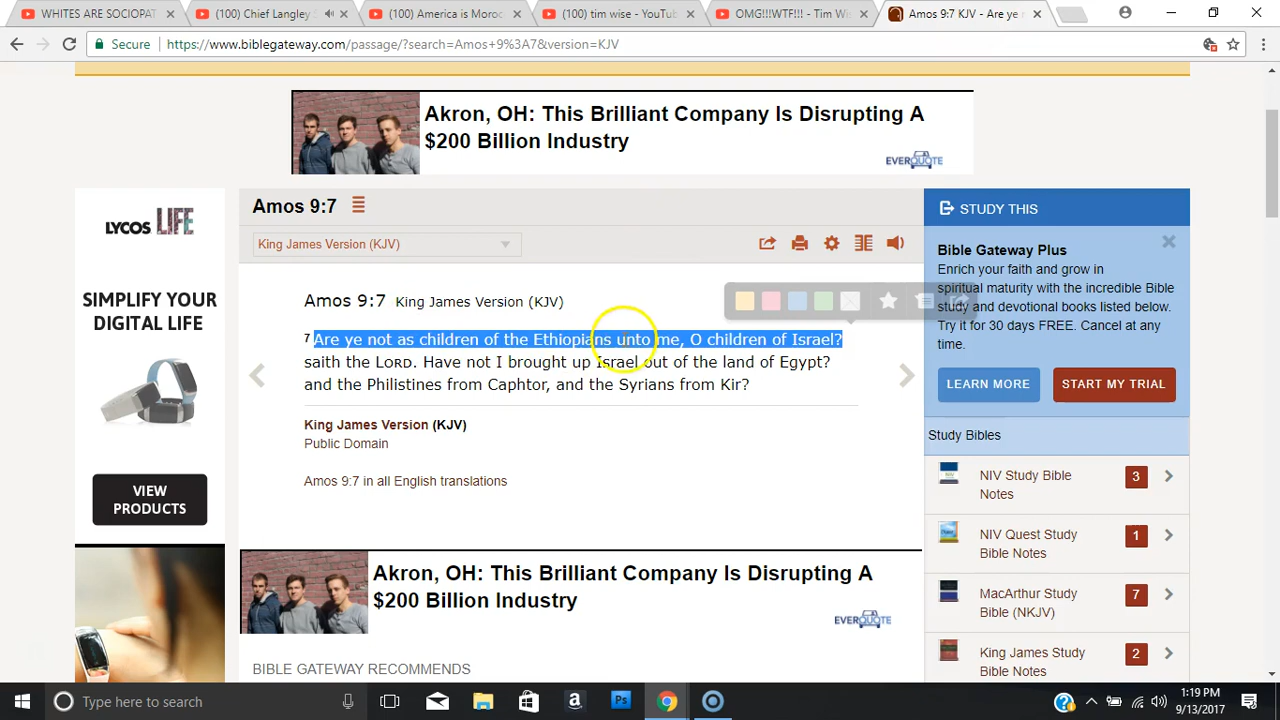 WHITES ARE SOCIOPAT
(100) Chief Langley
(100) America is Moroc
(100) tim wise - YouTub
OMG!!!WTF!!! - Tim Wis
Amos 9:7 KJV - Are ye n
Secure
https://www.biblegateway.com/passage/?search=Amos+9%3A7&version=KJV
Akron, OH: This Brilliant Company Is Disrupting A
$200 Billion Industry
EVERQUOTE
LYCOS LIFE
SIMPLIFY YOUR
DIGITAL LIFE
VIEW
PRODUCTS
Amos 9:7
King James Version (KJV)
Amos 9:7 King James Version (KJV)
7 Are ye not as children of the Ethiopians unto me, O children of Israel?
saith the LORD. Have not I brought up Israel out of the land of Egypt?
and the Philistines from Caphtor, and the Syrians from Kir?
King James Version (KJV)
Public Domain
Amos 9:7 in all English translations
Akron, OH: This Brilliant Company Is Disrupting A
$200 Billion Industry
EVERQUOTE
BIBLE GATEWAY RECOMMENDS
STUDY THIS
Bible Gateway Plus
Enrich your faith and grow in
spiritual maturity with the incredible Bible
study and devotional books listed below.
Try it for 30 days FREE. Cancel at any
time.
LEARN MORE
START MY TRIAL
Study Bibles
NIV Study Bible
Notes
3
NIV Quest Study
Bible Notes
1
MacArthur Study
Bible (NKJV)
7
King James Study
Bible Notes
2
Type here to search
a
Ps
1:19 PM
9/13/2017